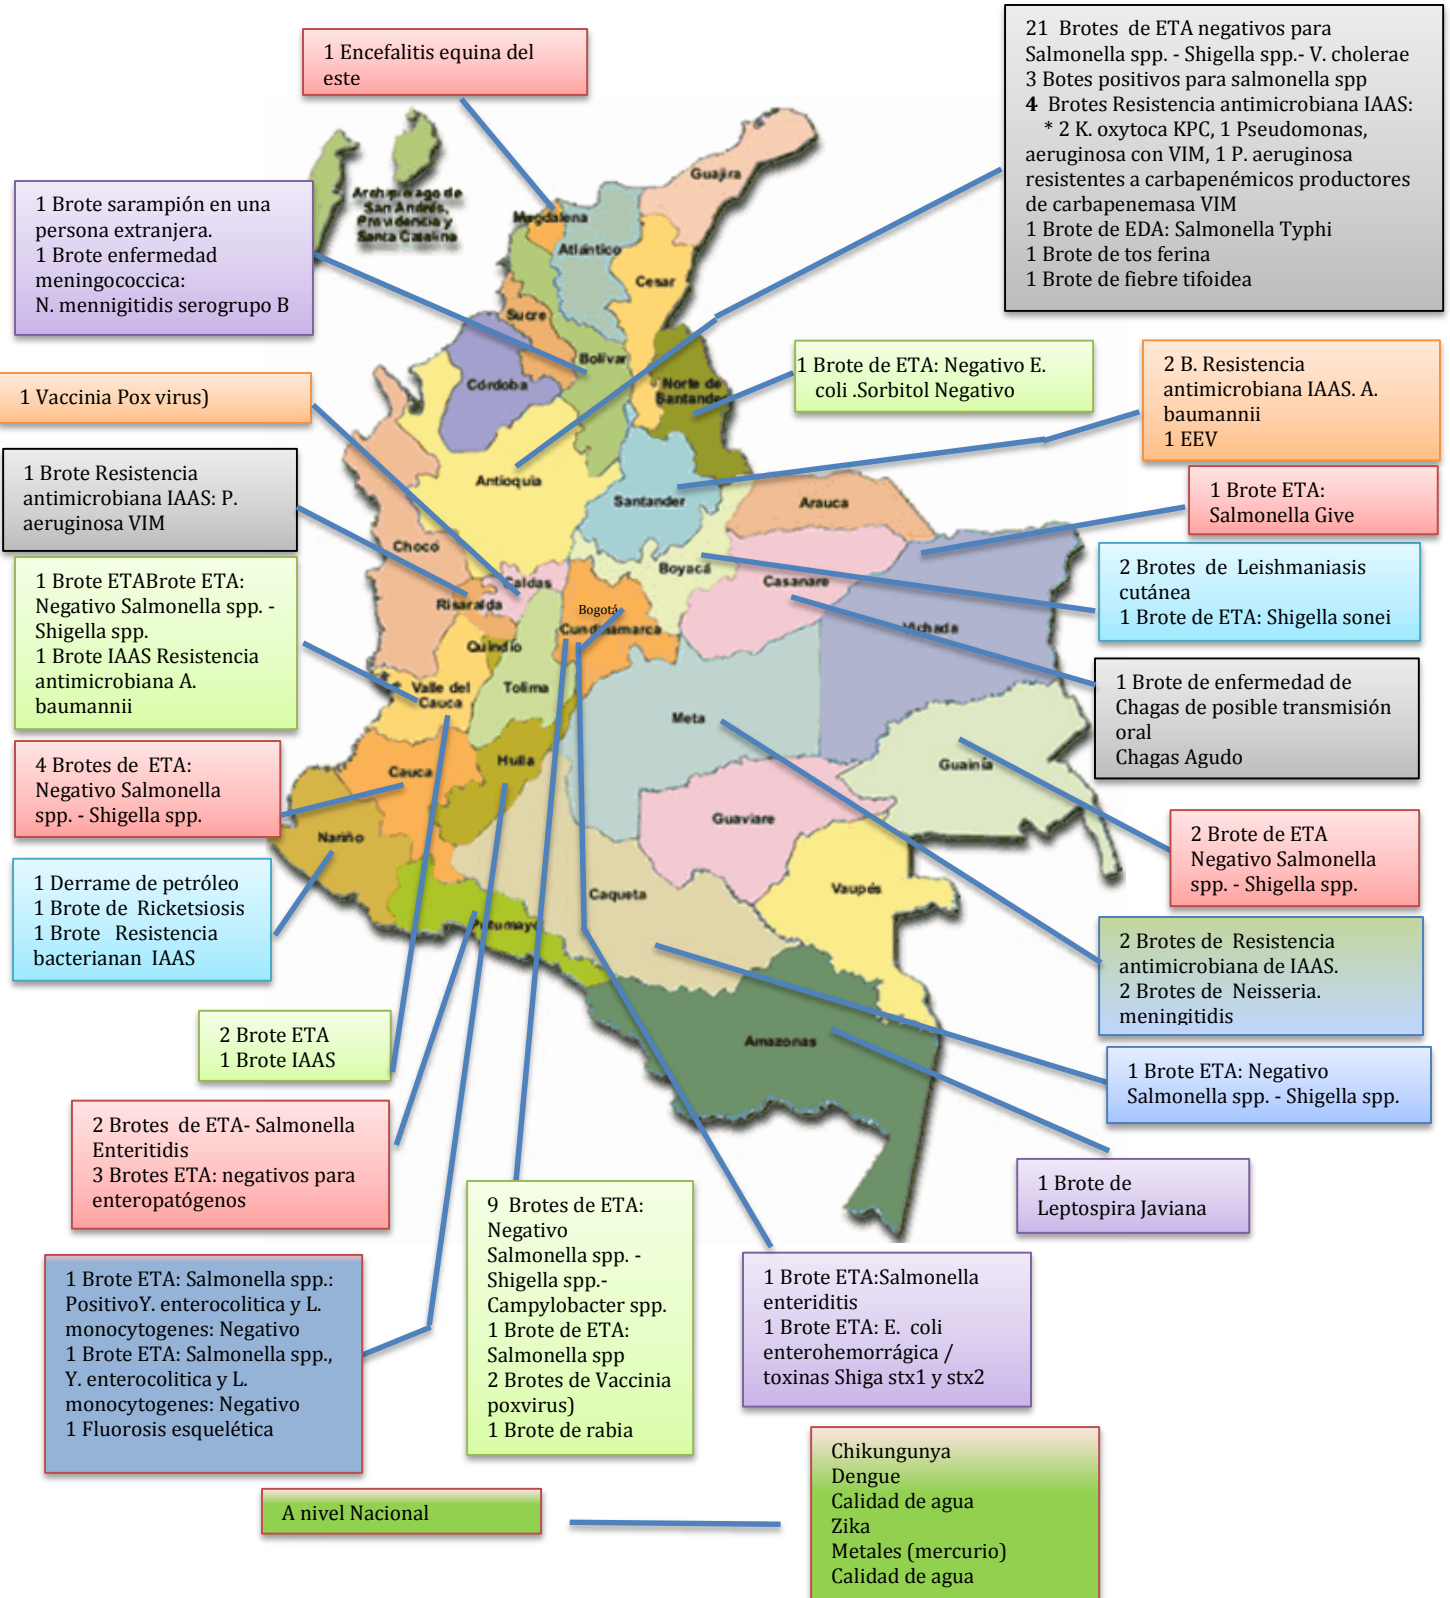 1 Encefalitis equina del
este
21 Brotes de ETA negativos para
Salmonella spp. - Shigella spp.- V. cholerae
3 Botes positivos para salmonella spp
4 Brotes Resistencia antimicrobiana IAAS:
* 2 K. oxytoca KPC, 1 Pseudomonas,
aeruginosa con VIM, 1 P. aeruginosa
resistentes a carbapenémicos productores
de carbapenemasa VIM
1 Brote de EDA: Salmonella Typhi
1 Brote de tos ferina
1 Brote de fiebre tifoidea
1 Brote sarampión en una
persona extranjera.
1 Brote enfermedad
meningococcica:
N. mennigitidis serogrupo B
Archipielago de
San Andrés,
Providencia y
Santa Catalina
Guajira
Magdalena
Atlántico
Cesar
Sucre
Bolívar
Córdoba
Norte de
Santander
1 Brote de ETA: Negativo E.
coli .Sorbitol Negativo
2 B. Resistencia
antimicrobiana IAAS. A.
baumannii
1 EEV
1 Vaccinia Pox virus)
1 Brote Resistencia
antimicrobiana IAAS: P.
aeruginosa VIM
Antioquia
Santander
Arauca
1 Brote ETA:
Salmonella Give
Chocó
Boyacá
Casanare
Caldas
Risaralda
Bogotá
Cundinamarca
Vichada
Quindío
Tolima
Valle del
Cauca
Meta
2 Brotes de Leishmaniasis
cutánea
1 Brote de ETA: Shigella sonei
1 Brote ETABrote ETA:
Negativo Salmonella spp. -
Shigella spp.
1 Brote IAAS Resistencia
antimicrobiana A.
baumannii
1 Brote de enfermedad de
Chagas de posible transmisión
oral
Chagas Agudo
4 Brotes de ETA:
Negativo Salmonella
spp. - Shigella spp.
Cauca
Huila
Guainía
Guaviare
Nariño
Vaupés
Caqueta
Putumayo
Amazonas
2 Brote de ETA
Negativo Salmonella
spp. - Shigella spp.
1 Derrame de petróleo
1 Brote de Ricketsiosis
1 Brote Resistencia
bacterianan IAAS
2 Brotes de Resistencia
antimicrobiana de IAAS.
2 Brotes de Neisseria.
meningitidis
2 Brote ETA
1 Brote IAAS
1 Brote ETA: Negativo
Salmonella spp. - Shigella spp.
2 Brotes de ETA- Salmonella
Enteritidis
3 Brotes ETA: negativos para
enteropatógenos
1 Brote de
Leptospira Javiana
9 Brotes de ETA:
Negativo
Salmonella spp. -
Shigella spp.-
Campylobacter spp.
1 Brote de ETA:
Salmonella spp
2 Brotes de Vaccinia
poxvirus)
1 Brote de rabia
1 Brote ETA:Salmonella
enteriditis
1 Brote ETA: E. coli
enterohemorrágica /
toxinas Shiga stx1 y stx2
1 Brote ETA: Salmonella spp.:
PositivoY. enterocolitica y L.
monocytogenes: Negativo
1 Brote ETA: Salmonella spp.,
Y. enterocolitica y L.
monocytogenes: Negativo
1 Fluorosis esquelética
A nivel Nacional
Chikungunya
Dengue
Calidad de agua
Zika
Metales (mercurio)
Calidad de agua